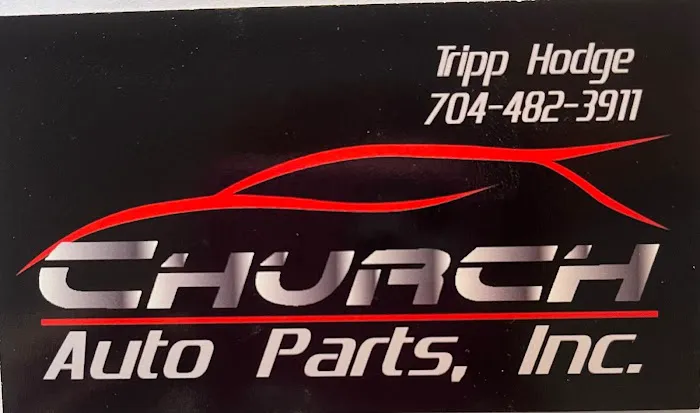 Tripp Hodge
704-482-3911
CHURCH
Auto Parts, Inc.